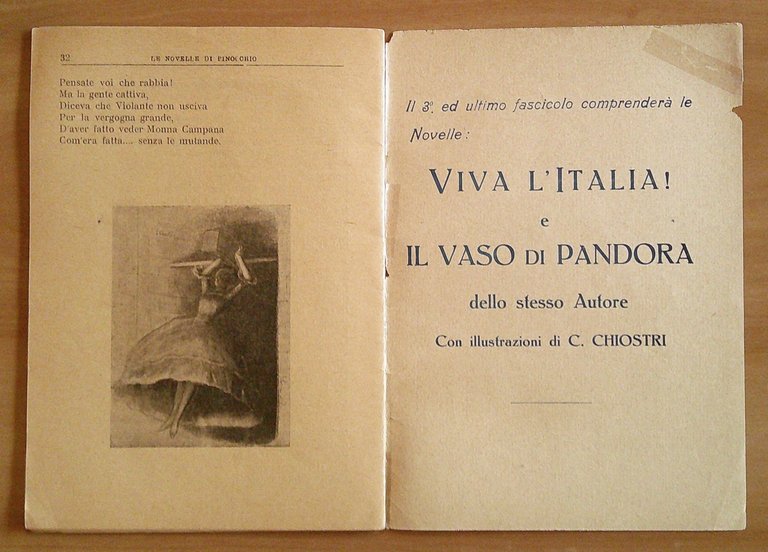 32 LE NOVELLE DI PINOCCHIO
Pensate voi che rabbia!
Ma la gente cattiva,
Diceva che Violante non usciva
Per la vergogna grande,
D'aver fatto veder Monna Campana
Com'era fatta.... senza le mutande.
Il 3º. ed ultimo fascicolo comprenderà le
Novelle:
VIVA L'ITALIA!
e
IL VASO DI PANDORA
dello stesso Autore
Con illustrazioni di C. CHIOSTRI